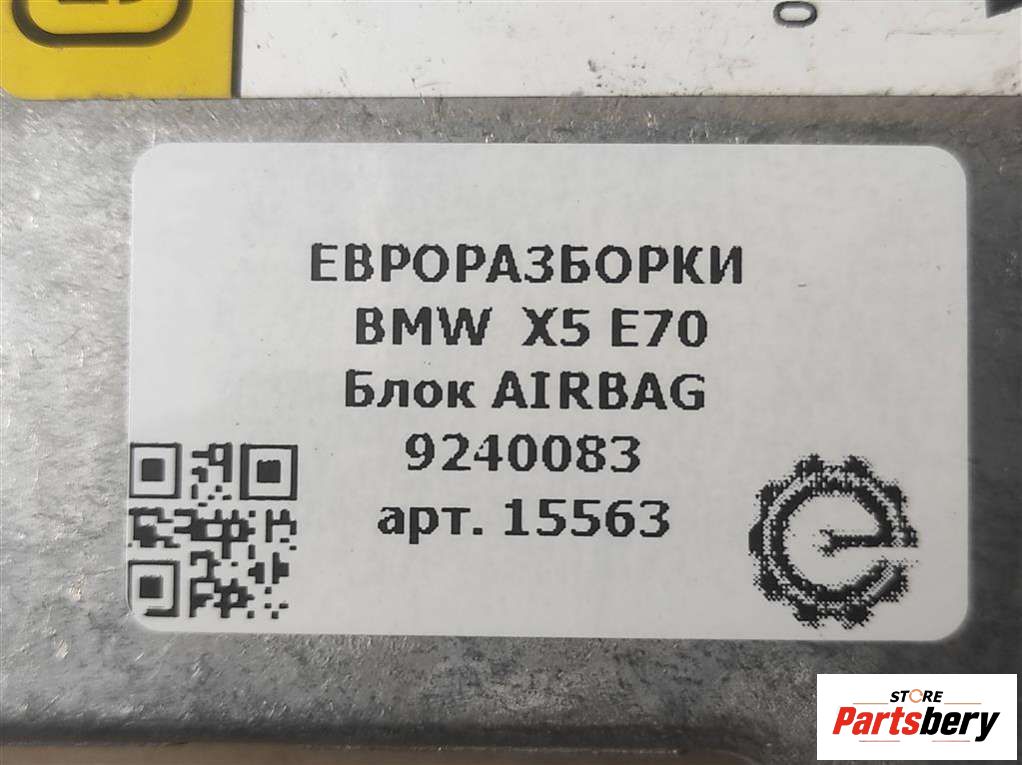 ЕВРОРАЗБОРКИ
BMW X5 E70
Блок AIRBAG
9240083
арт. 15563
STORE
Partsbery